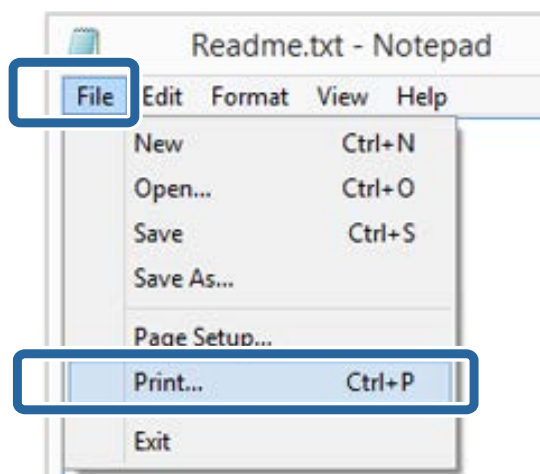 Readme.txt - Notepad
File Edit Format View Help
New Ctrl+N
Open... Ctrl+O
Save Ctrl+S
Save As...
Page Setup...
Print... Ctrl+P
Exit